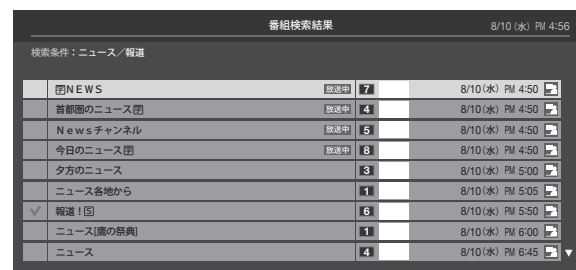 番組検索結果 8/10 (水) PM 4:56
検索条件：ニュース／報道
字NEWS 放送中 7 8/10(水) PM 4:50
首都圏のニュース字 放送中 4 8/10(水) PM 4:50
Newsチャンネル 放送中 5 8/10(水) PM 4:50
今日のニュース字 放送中 8 8/10(水) PM 4:50
夕方のニュース 3 8/10(水) PM 5:00
ニュース各地から 1 8/10(水) PM 5:05
報道！S 6 8/10(水) PM 5:50
ニュース[鷹の祭典] 1 8/10(水) PM 6:00
ニュース 4 8/10(水) PM 6:45